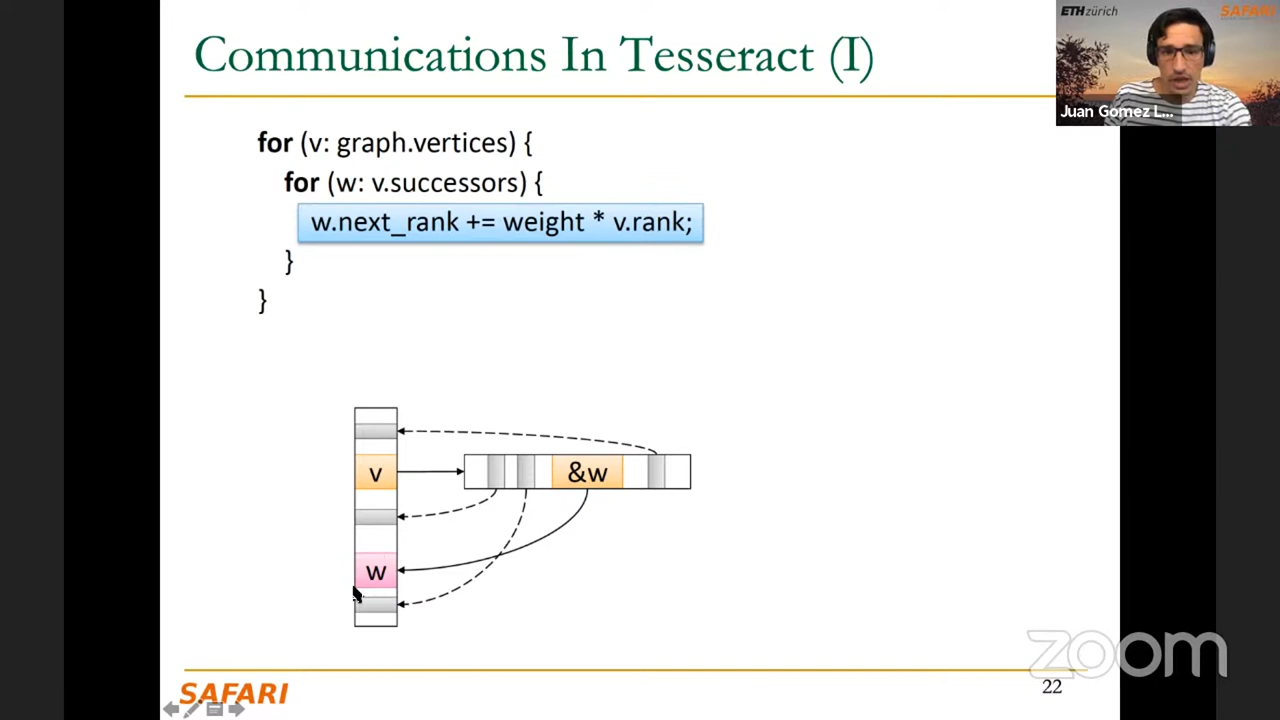 Communications In Tesseract (I)
ETH zürich
SAFARI
Juan Gomez L...
for (v: graph.vertices) {
for (w: v.successors) {
w.next_rank += weight * v.rank;
}
}
v
&w
w
zoom
SAFARI
22